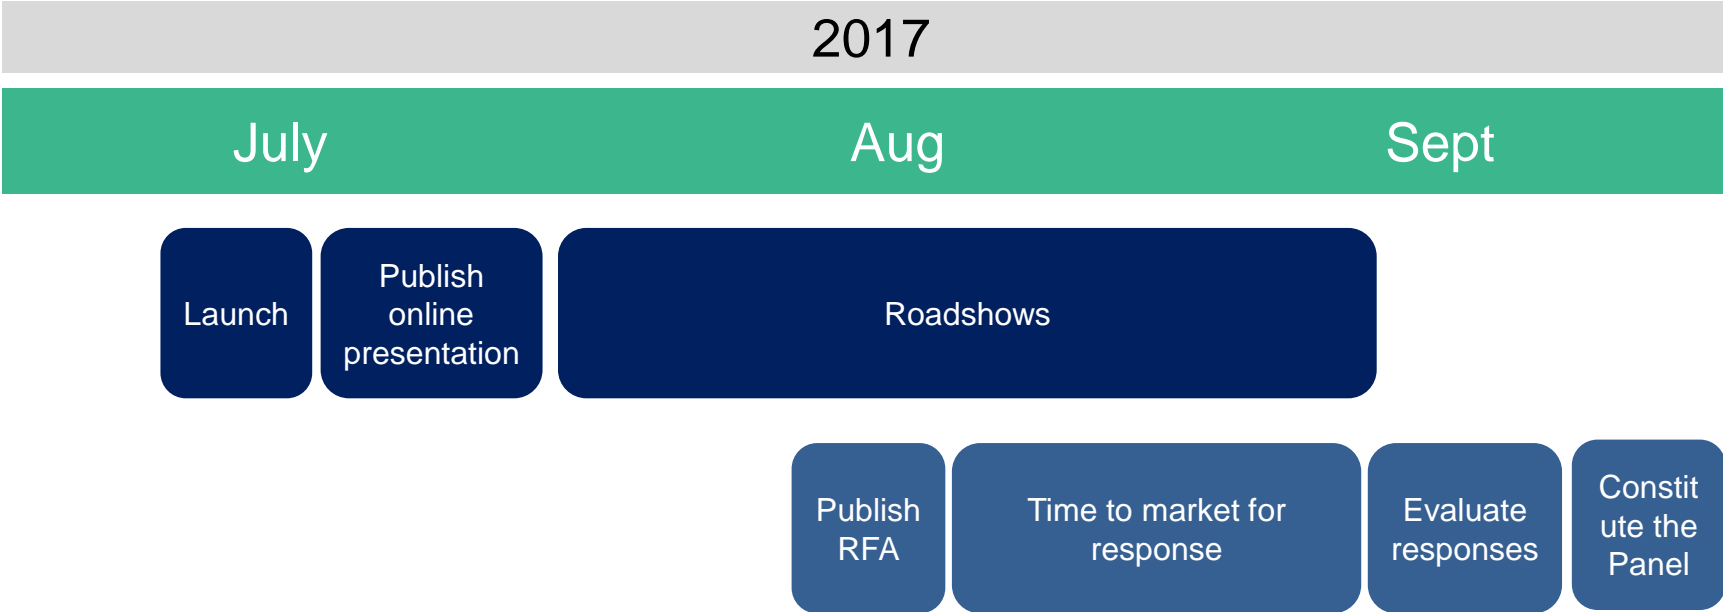 2017
July Aug Sept
Launch
Publish
online
presentation
Roadshows
Publish
RFA
Time to market for
response
Evaluate
responses
Constit
ute the
Panel